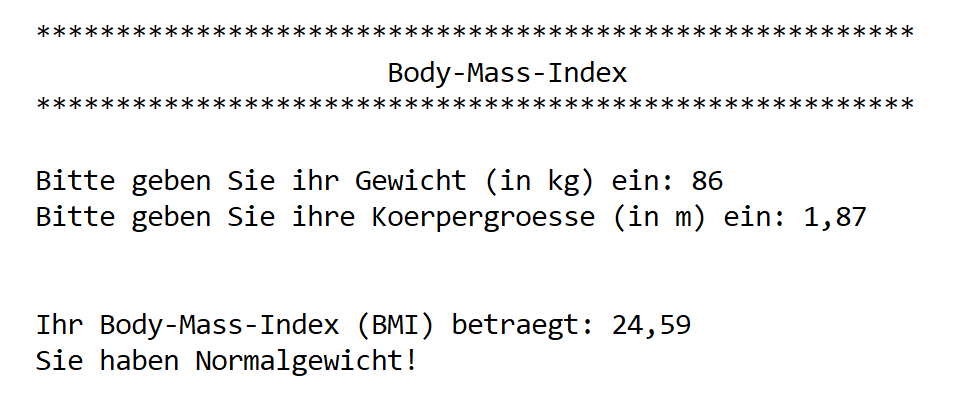 *******************************************************
Body-Mass-Index
*******************************************************
Bitte geben Sie ihr Gewicht (in kg) ein: 86
Bitte geben Sie ihre Koerpergroesse (in m) ein: 1,87
Ihr Body-Mass-Index (BMI) betraegt: 24,59
Sie haben Normalgewicht!